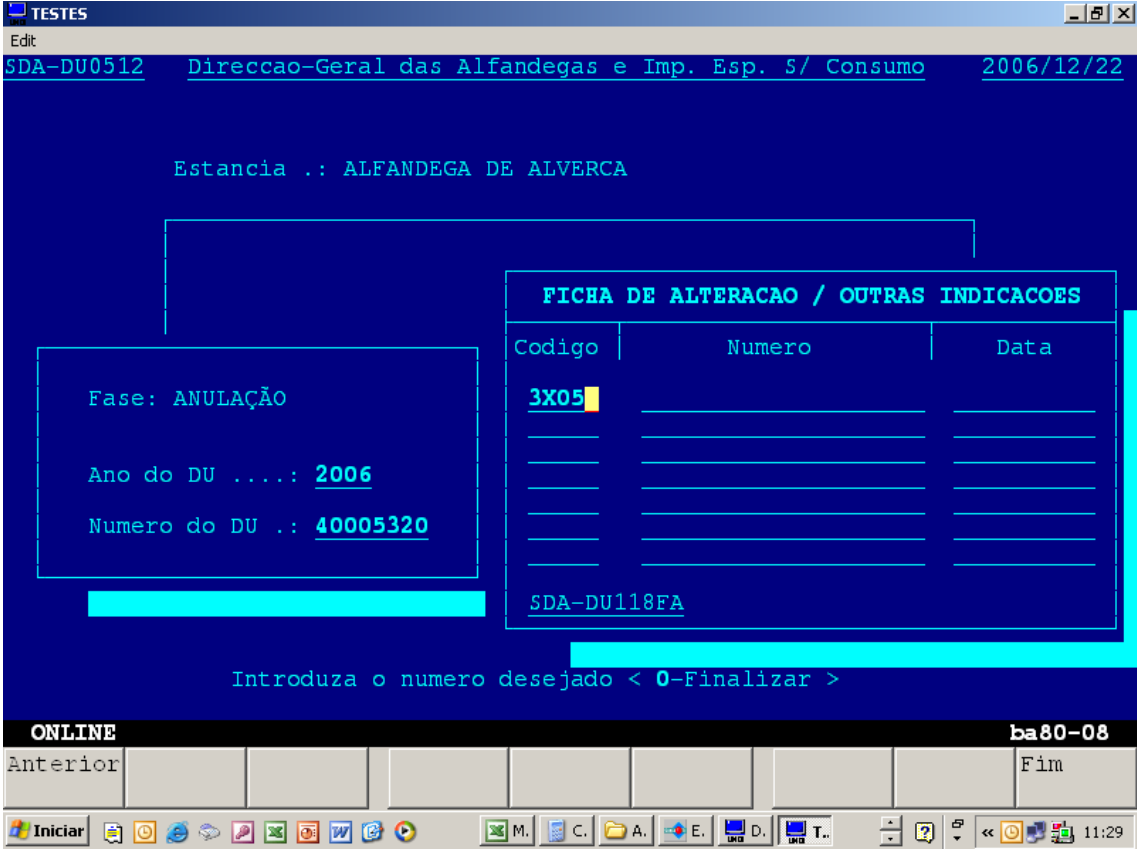 TESTES
Edit
SDA-DU0512 Direccao-Geral das Alfandegas e Imp. Esp. S/ Consumo 2006/12/22
Estancia .: ALFANDEGA DE ALVERCA
FICHA DE ALTERACAO / OUTRAS INDICACOES
Codigo Numero Data
Fase: ANULAÇÃO
3X05
Ano do DU ....: 2006
Numero do DU .: 40005320
SDA-DU118FA
Introduza o numero desejado < 0-Finalizar >
ONLINE ba80-08
Anterior Fim
Iniciar M. C. A. E. D. T.. « 11:29